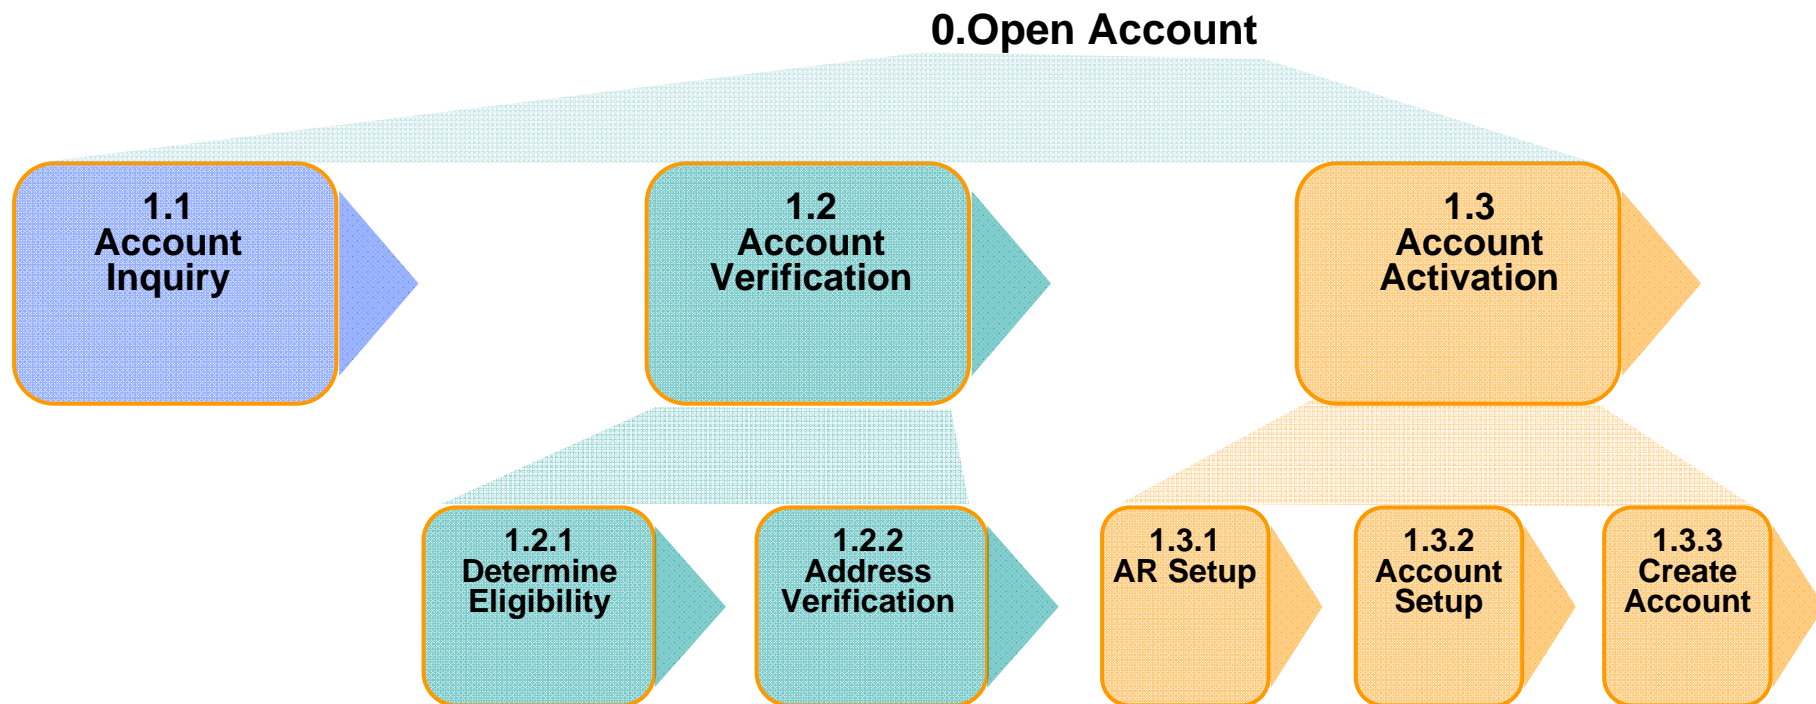 0.Open Account
1.1
Account
Inquiry
1.2
Account
Verification
1.3
Account
Activation
1.2.1
Determine
Eligibility
1.2.2
Address
Verification
1.3.1
AR Setup
1.3.2
Account
Setup
1.3.3
Create
Account